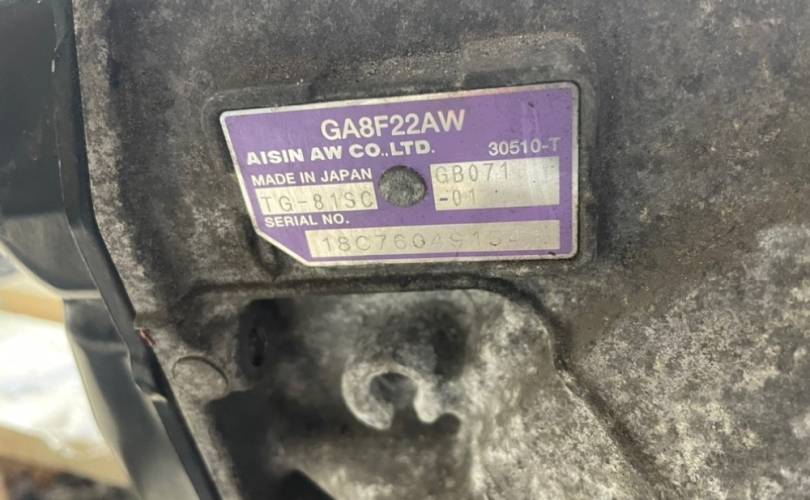 GA8F22AW
AISIN AW CO.,LTD. 30510-T
MADE IN JAPAN GB071
TG-81SC -01
SERIAL NO.